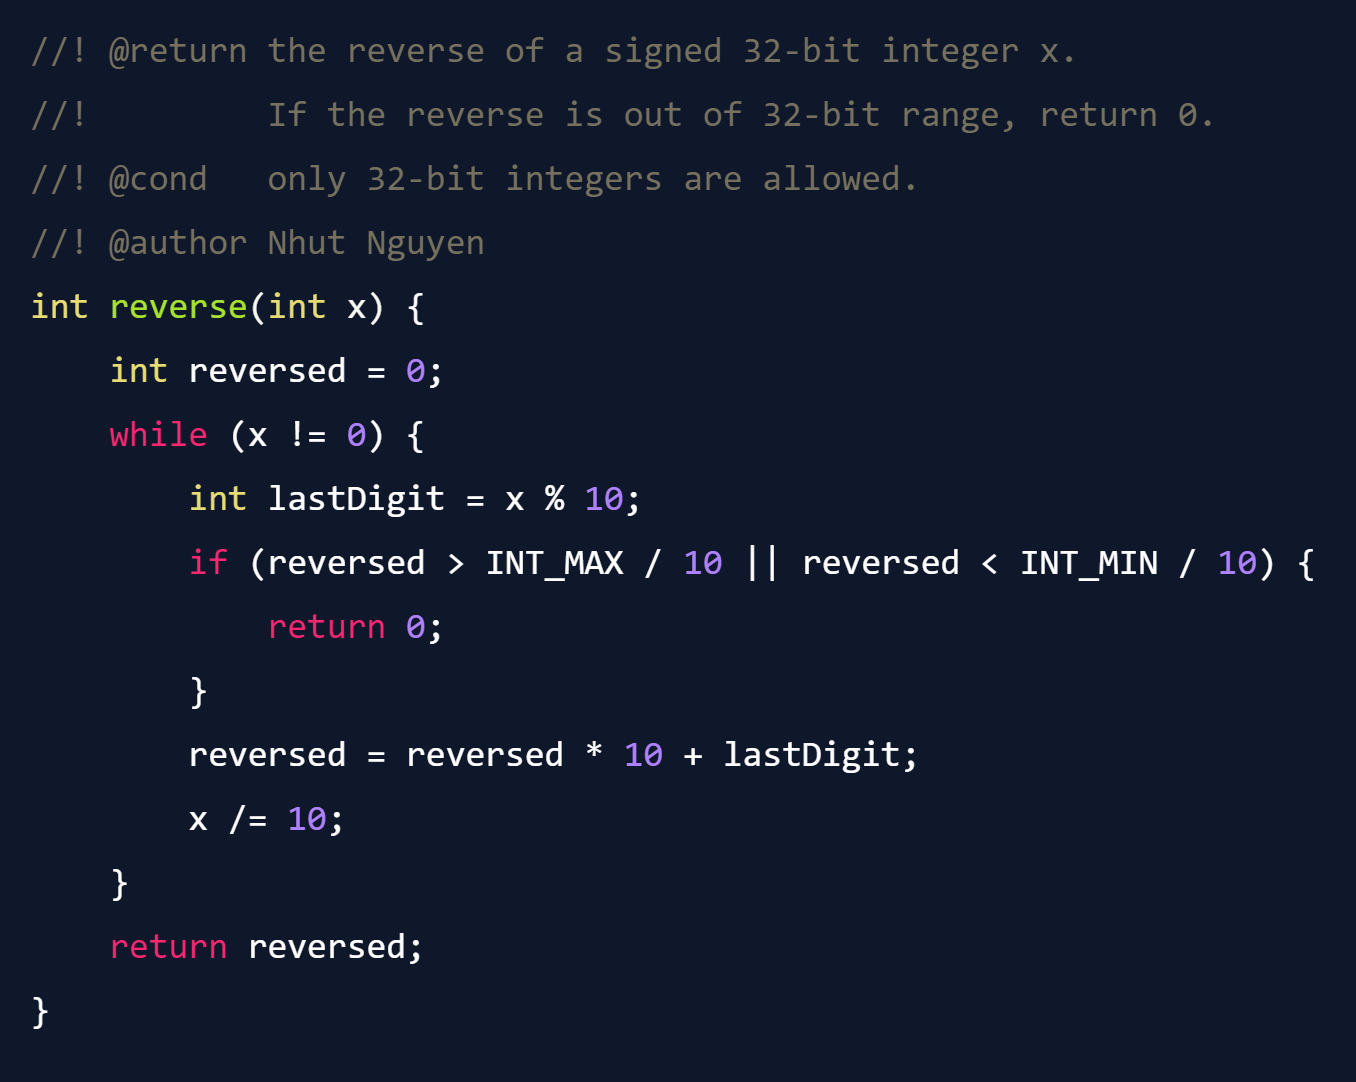 //! @return the reverse of a signed 32-bit integer x.
//!         If the reverse is out of 32-bit range, return 0.
//! @cond   only 32-bit integers are allowed.
//! @author Nhut Nguyen
int reverse(int x) {
    int reversed = 0;
    while (x != 0) {
        int lastDigit = x % 10;
        if (reversed > INT_MAX / 10 || reversed < INT_MIN / 10) {
            return 0;
        }
        reversed = reversed * 10 + lastDigit;
        x /= 10;
    }
    return reversed;
}